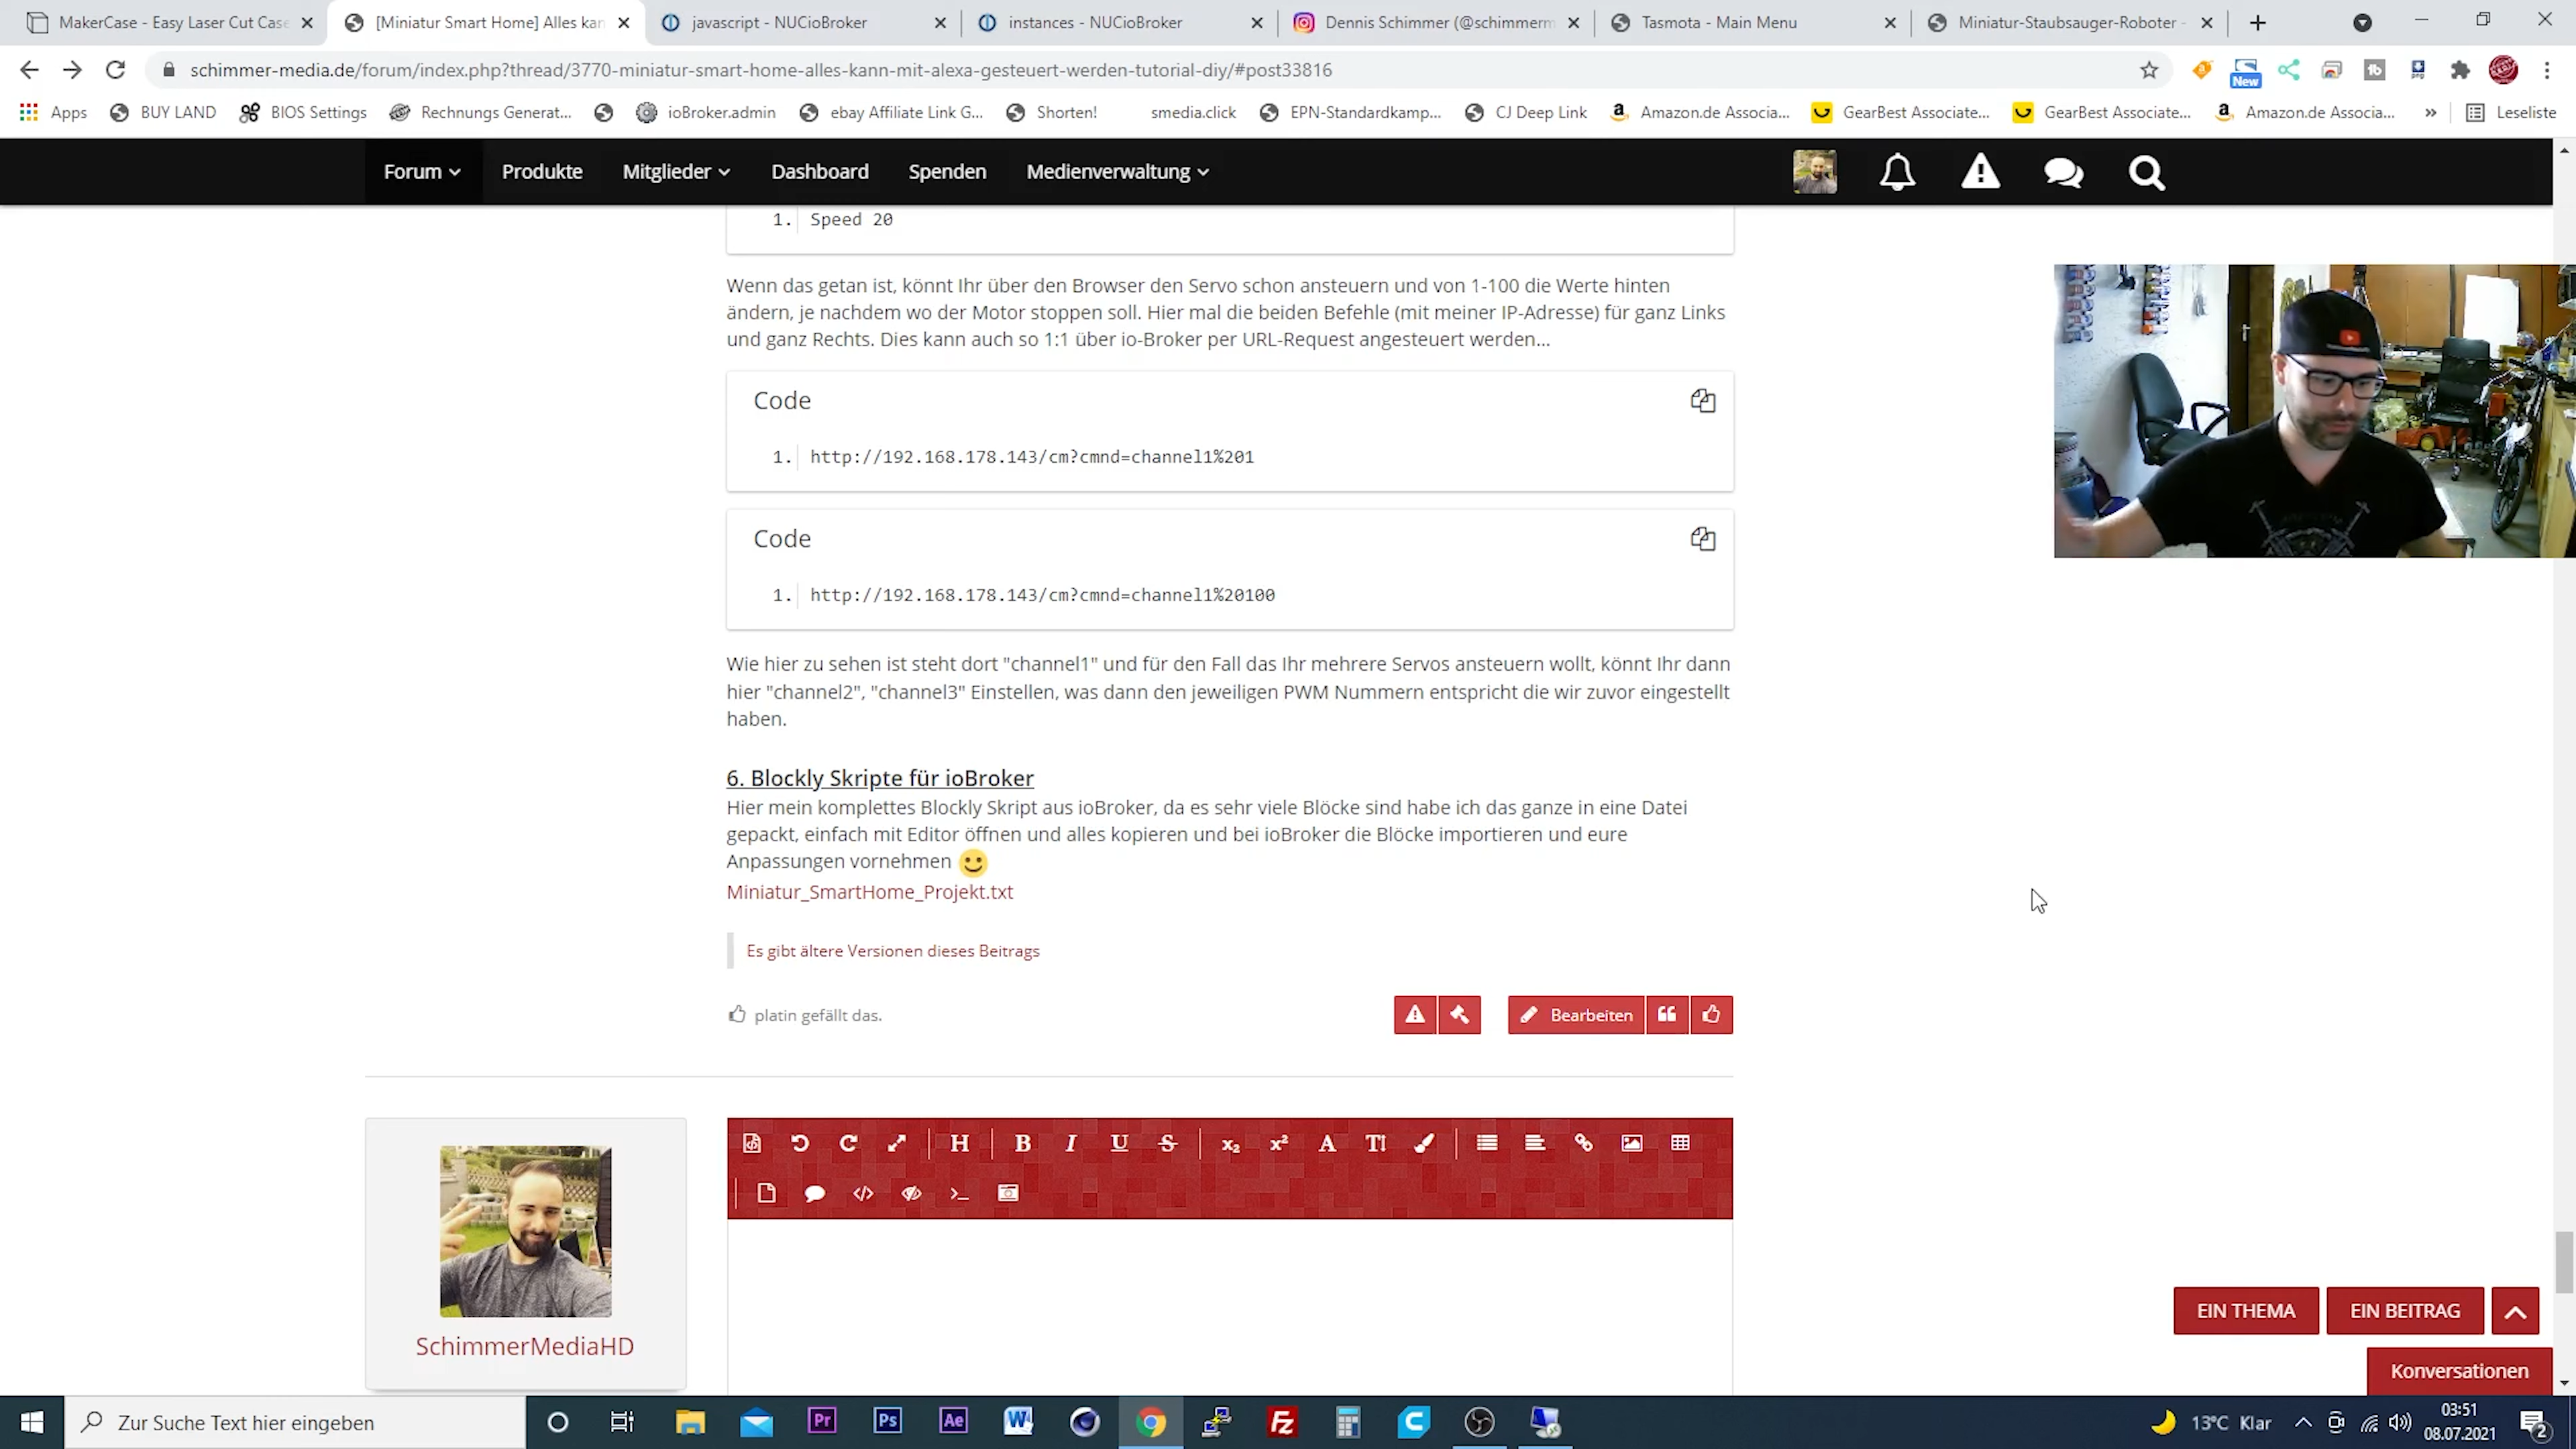 MakerCase - Easy Laser Cut Case
[Miniatur Smart Home] Alles kan
javascript - NUCioBroker
instances - NUCioBroker
Dennis Schimmer (@schimmerm
Tasmota - Main Menu
Miniatur-Staubsauger-Roboter -
schimmer-media.de/forum/index.php?thread/3770-miniatur-smart-home-alles-kann-mit-alexa-gesteuert-werden-tutorial-diy/#post33816
New
Apps
BUY LAND
BIOS Settings
Rechnungs Generat...
ioBroker.admin
ebay Affiliate Link G...
Shorten!
smedia.click
EPN-Standardkamp...
CJ Deep Link
Amazon.de Associa...
GearBest Associate...
GearBest Associate...
Amazon.de Associa...
Leseliste
Forum
Produkte
Mitglieder
Dashboard
Spenden
Medienverwaltung
1. Speed 20
Wenn das getan ist, könnt Ihr über den Browser den Servo schon ansteuern und von 1-100 die Werte hinten
ändern, je nachdem wo der Motor stoppen soll. Hier mal die beiden Befehle (mit meiner IP-Adresse) für ganz Links
und ganz Rechts. Dies kann auch so 1:1 über io-Broker per URL-Request angesteuert werden...
Code
1. http://192.168.178.143/cm?cmnd=channel1%201
Code
1. http://192.168.178.143/cm?cmnd=channel1%20100
Wie hier zu sehen ist steht dort "channel1" und für den Fall das Ihr mehrere Servos ansteuern wollt, könnt Ihr dann
hier "channel2", "channel3" Einstellen, was dann den jeweiligen PWM Nummern entspricht die wir zuvor eingestellt
haben.
6. Blockly Skripte für ioBroker
Hier mein komplettes Blockly Skript aus ioBroker, da es sehr viele Blöcke sind habe ich das ganze in eine Datei
gepackt, einfach mit Editor öffnen und alles kopieren und bei ioBroker die Blöcke importieren und eure
Anpassungen vornehmen
Miniatur_SmartHome_Projekt.txt
Es gibt ältere Versionen dieses Beitrags
platin gefällt das.
Bearbeiten
SchimmerMediaHD
EIN THEMA
EIN BEITRAG
Konversationen
Zur Suche Text hier eingeben
13°C Klar
03:51
08.07.2021
2